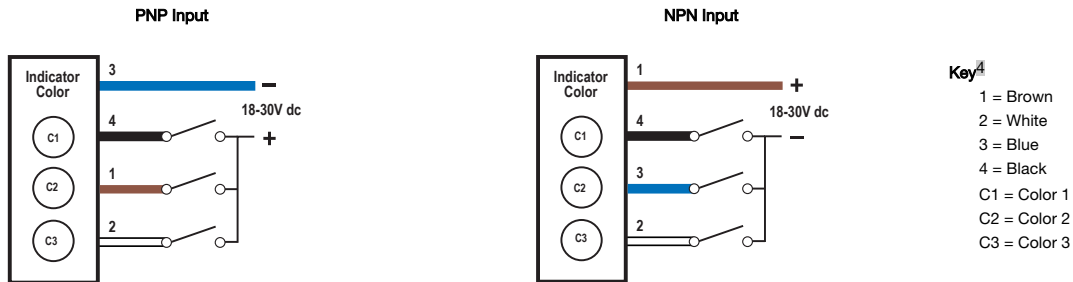 PNP Input
Indicator
Color
3
–
18-30V dc
4
C1
+
1
C2
2
C3
NPN Input
Indicator
Color
1
+
18-30V dc
4
C1
–
3
C2
2
C3
Key4
1 = Brown
2 = White
3 = Blue
4 = Black
C1 = Color 1
C2 = Color 2
C3 = Color 3